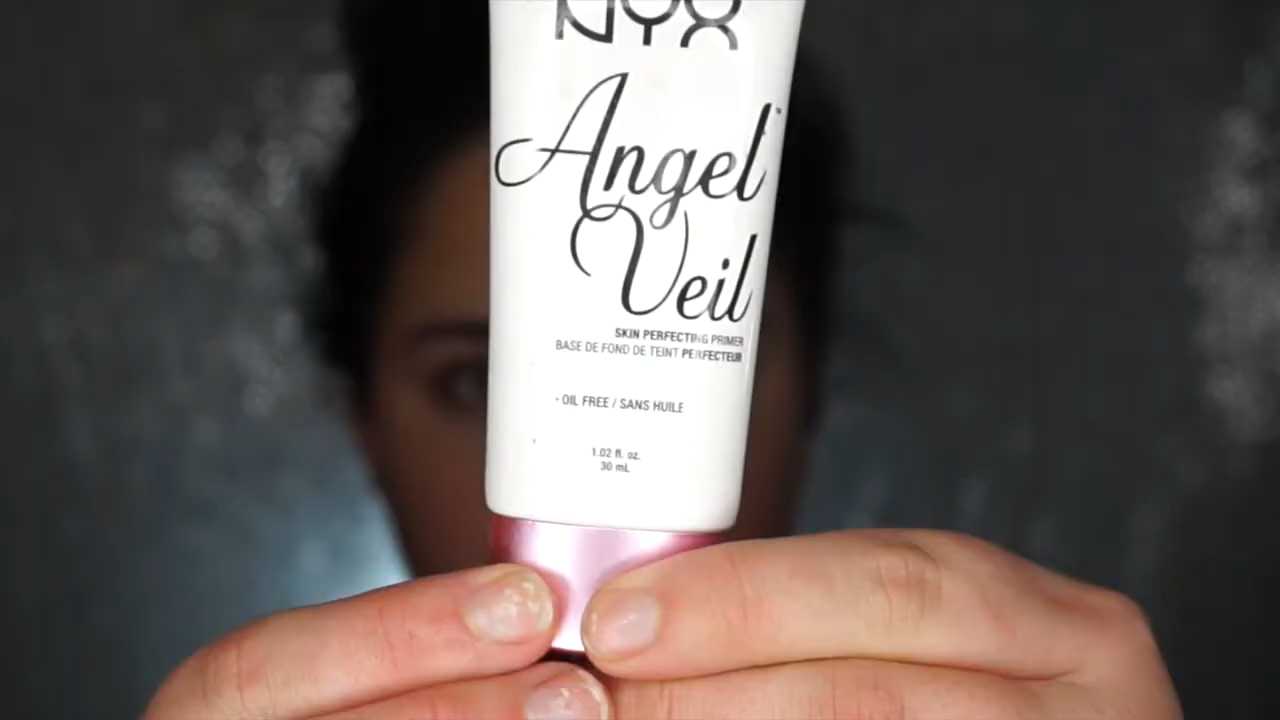 NYX
Angel™
Veil
SKIN PERFECTING PRIMER
BASE DE FOND DE TEINT PERFECTEUR
• OIL FREE / SANS HUILE
1.02 fl. oz.
30 mL